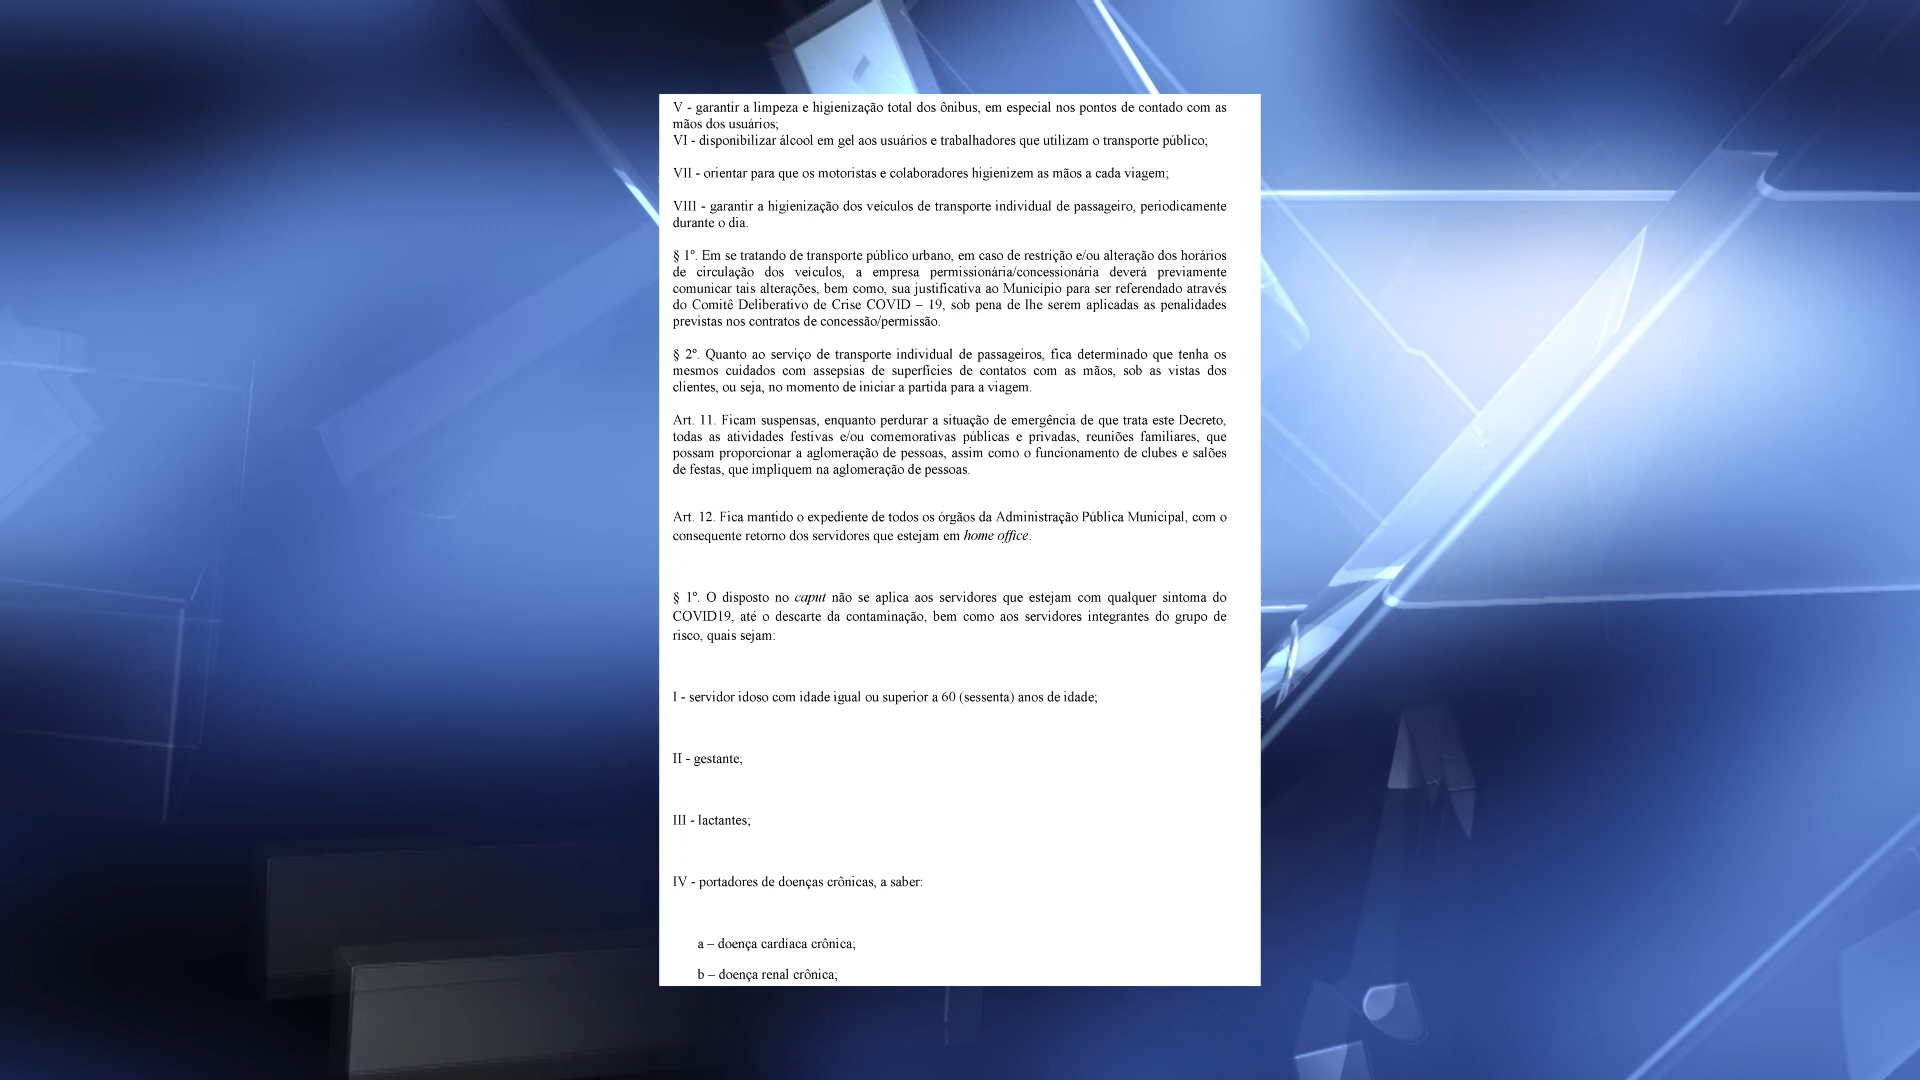 V - garantir a limpeza e higienização total dos ônibus, em especial nos pontos de contado com as
mãos dos usuários;
VI - disponibilizar álcool em gel aos usuários e trabalhadores que utilizam o transporte público;
VII - orientar para que os motoristas e colaboradores higienizem as mãos a cada viagem;
VIII - garantir a higienização dos veículos de transporte individual de passageiro, periodicamente
durante o dia.
§ 1º. Em se tratando de transporte público urbano, em caso de restrição e/ou alteração dos horários
de circulação dos veículos, a empresa permissionária/concessionária deverá previamente
comunicar tais alterações, bem como, sua justificativa ao Município para ser referendado através
do Comitê Deliberativo de Crise COVID – 19, sob pena de lhe serem aplicadas as penalidades
previstas nos contratos de concessão/permissão.
§ 2º. Quanto ao serviço de transporte individual de passageiros, fica determinado que tenha os
mesmos cuidados com assepsias de superfícies de contatos com as mãos, sob as vistas dos
clientes, ou seja, no momento de iniciar a partida para a viagem.
Art. 11. Ficam suspensas, enquanto perdurar a situação de emergência de que trata este Decreto,
todas as atividades festivas e/ou comemorativas públicas e privadas, reuniões familiares, que
possam proporcionar a aglomeração de pessoas, assim como o funcionamento de clubes e salões
de festas, que impliquem na aglomeração de pessoas.
Art. 12. Fica mantido o expediente de todos os órgãos da Administração Pública Municipal, com o
consequente retorno dos servidores que estejam em home office.
§ 1º. O disposto no caput não se aplica aos servidores que estejam com qualquer sintoma do
COVID19, até o descarte da contaminação, bem como aos servidores integrantes do grupo de
risco, quais sejam:
I - servidor idoso com idade igual ou superior a 60 (sessenta) anos de idade;
II - gestante;
III - lactantes;
IV - portadores de doenças crônicas, a saber:
a – doença cardíaca crônica;
b – doença renal crônica;